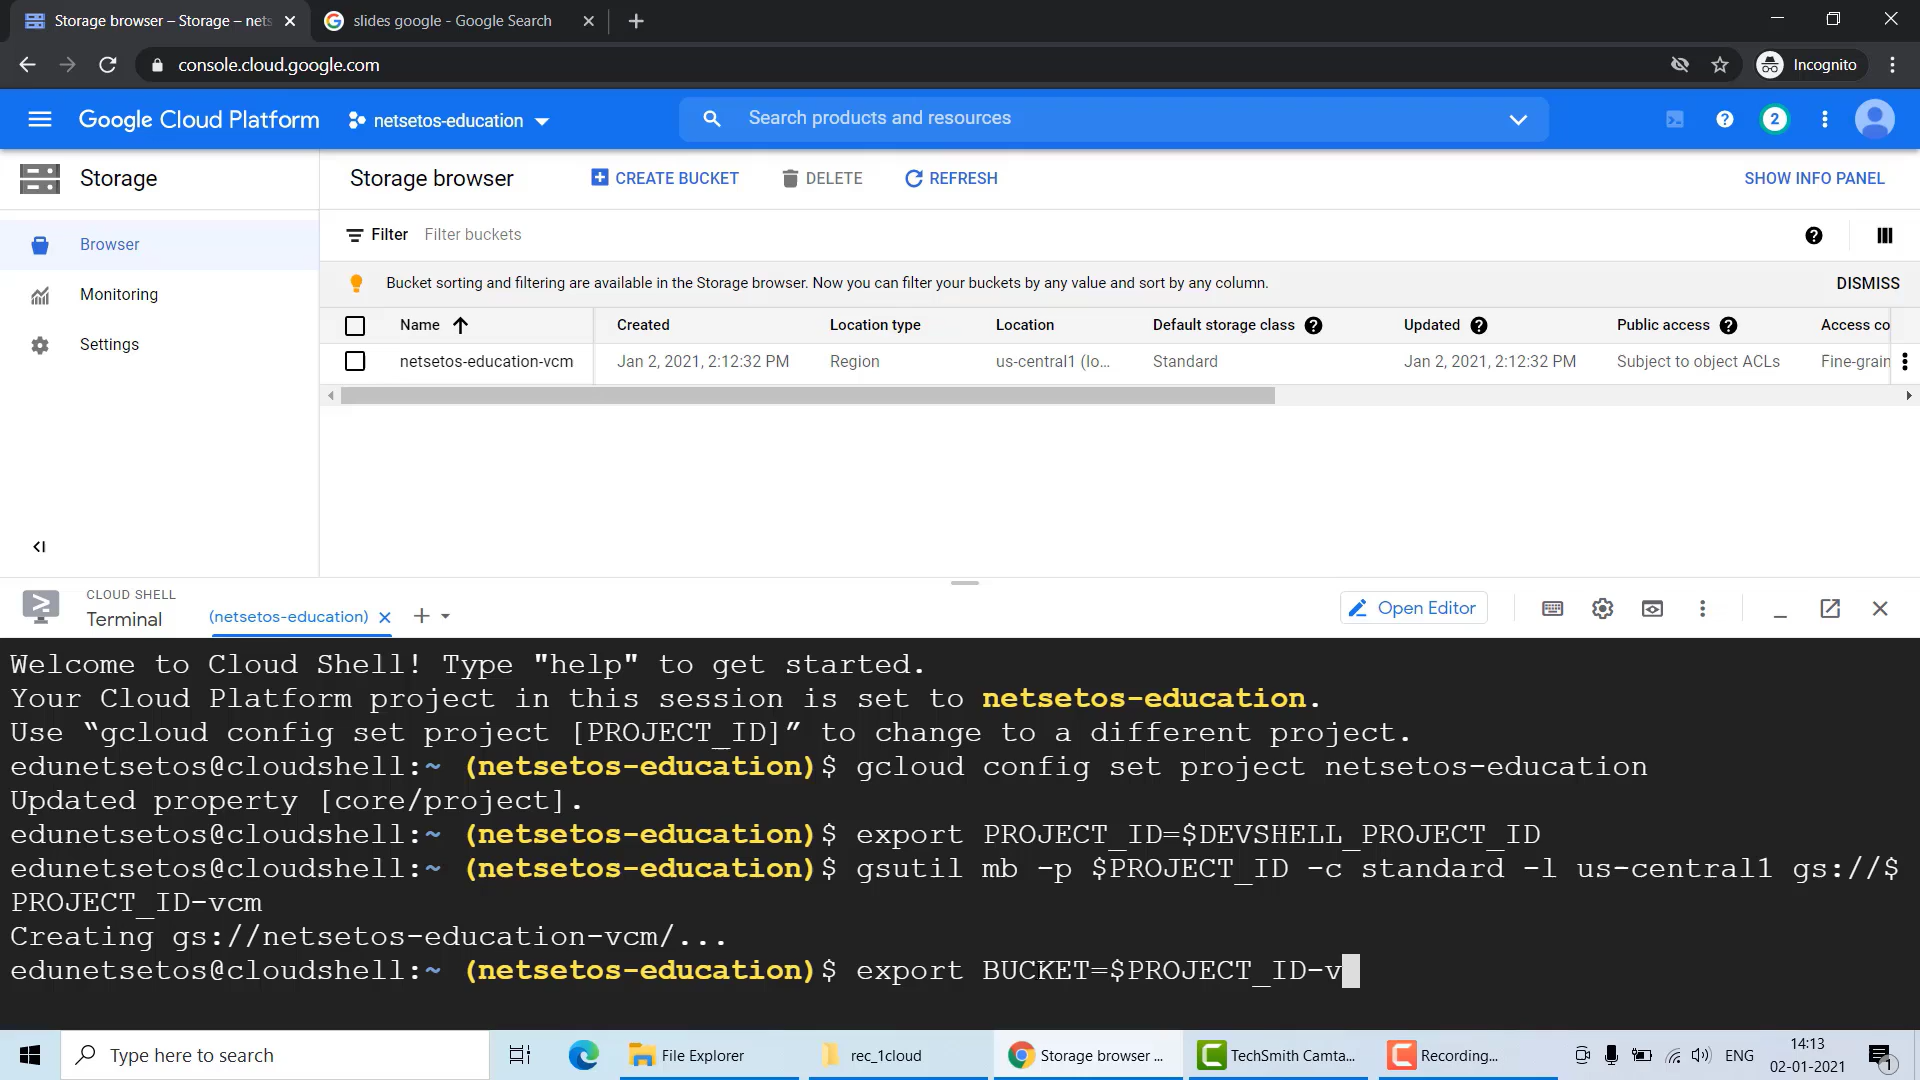 Storage browser – Storage – nets
slides google - Google Search
console.cloud.google.com
Incognito
Google Cloud Platform
netsetos-education
Search products and resources
2
Storage
Storage browser
CREATE BUCKET
DELETE
REFRESH
SHOW INFO PANEL
Browser
Monitoring
Settings
Filter Filter buckets
Bucket sorting and filtering are available in the Storage browser. Now you can filter your buckets by any value and sort by any column.
DISMISS
Name Created Location type Location Default storage class Updated Public access Access co
netsetos-education-vcm Jan 2, 2021, 2:12:32 PM Region us-central1 (lo... Standard Jan 2, 2021, 2:12:32 PM Subject to object ACLs Fine-grain
CLOUD SHELL
Terminal
(netsetos-education)
Open Editor
Welcome to Cloud Shell! Type "help" to get started.
Your Cloud Platform project in this session is set to netsetos-education.
Use “gcloud config set project [PROJECT_ID]” to change to a different project.
edunetsetos@cloudshell:~ (netsetos-education)$ gcloud config set project netsetos-education
Updated property [core/project].
edunetsetos@cloudshell:~ (netsetos-education)$ export PROJECT_ID=$DEVSHELL_PROJECT_ID
edunetsetos@cloudshell:~ (netsetos-education)$ gsutil mb -p $PROJECT_ID -c standard -l us-central1 gs://$
PROJECT_ID-vcm
Creating gs://netsetos-education-vcm/...
edunetsetos@cloudshell:~ (netsetos-education)$ export BUCKET=$PROJECT_ID-v
Type here to search
File Explorer
rec_1cloud
Storage browser ...
TechSmith Camta...
Recording...
ENG
14:13
02-01-2021
1